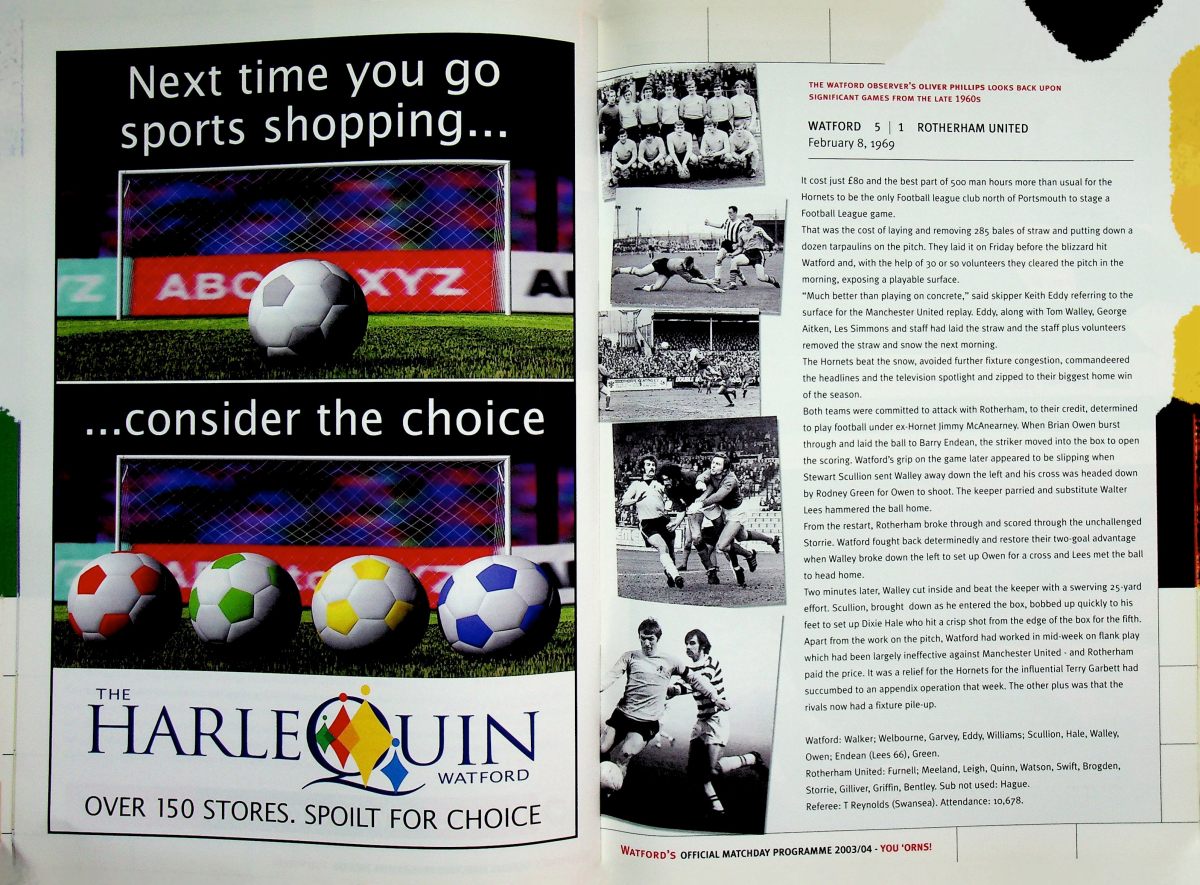 Next time you go
sports shopping...
YZ
ABC
XYZ
A
...consider the choice
THE
HARLEQUIN
WATFORD
OVER 150 STORES. SPOILT FOR CHOICE
THE WATFORD OBSERVER'S OLIVER PHILLIPS LOOKS BACK UPON
SIGNIFICANT GAMES FROM THE LATE 1960s
WATFORD 5 | 1 ROTHERHAM UNITED
February 8, 1969
It cost just £80 and the best part of 500 man hours more than usual for the
Hornets to be the only Football league club north of Portsmouth to stage a
Football League game.
That was the cost of laying and removing 285 bales of straw and putting down a
dozen tarpaulins on the pitch. They laid it on Friday before the blizzard hit
Watford and, with the help of 30 or so volunteers they cleared the pitch in the
morning, exposing a playable surface.
"Much better than playing on concrete," said skipper Keith Eddy referring to the
surface for the Manchester United replay. Eddy, along with Tom Walley, George
Aitken, Les Simmons and staff had laid the straw and the staff plus volunteers
removed the straw and snow the next morning.
The Hornets beat the snow, avoided further fixture congestion, commandeered
the headlines and the television spotlight and zipped to their biggest home win
of the season.
Both teams were committed to attack with Rotherham, to their credit, determined
to play football under ex-Hornet Jimmy McAnearney. When Brian Owen burst
through and laid the ball to Barry Endean, the striker moved into the box to open
the scoring. Watford's grip on the game later appeared to be slipping when
Stewart Scullion sent Walley away down the left and his cross was headed down
by Rodney Green for Owen to shoot. The keeper parried and substitute Walter
Lees hammered the ball home.
From the restart, Rotherham broke through and scored through the unchallenged
Storrie. Watford fought back determinedly and restore their two-goal advantage
when Walley broke down the left to set up Owen for a cross and Lees met the ball
to head home.
Two minutes later, Walley cut inside and beat the keeper with a swerving 25-yard
effort. Scullion, brought down as he entered the box, bobbed up quickly to his
feet to set up Dixie Hale who hit a crisp shot from the edge of the box for the fifth.
Apart from the work on the pitch, Watford had worked in mid-week on flank play
which had been largely ineffective against Manchester United - and Rotherham
paid the price. It was a relief for the Hornets for the influential Terry Garbett had
succumbed to an appendix operation that week. The other plus was that the
rivals now had a fixture pile-up.
Watford: Walker; Welbourne, Garvey, Eddy, Williams; Scullion, Hale, Walley,
Owen; Endean (Lees 66), Green.
Rotherham United: Furnell; Meeland, Leigh, Quinn, Watson, Swift, Brogden,
Storrie, Gilliver, Griffin, Bentley. Sub not used: Hague.
Referee: T Reynolds (Swansea). Attendance: 10,678.
WATFORD'S OFFICIAL MATCHDAY PROGRAMME 2003/04 - YOU 'ORNS!